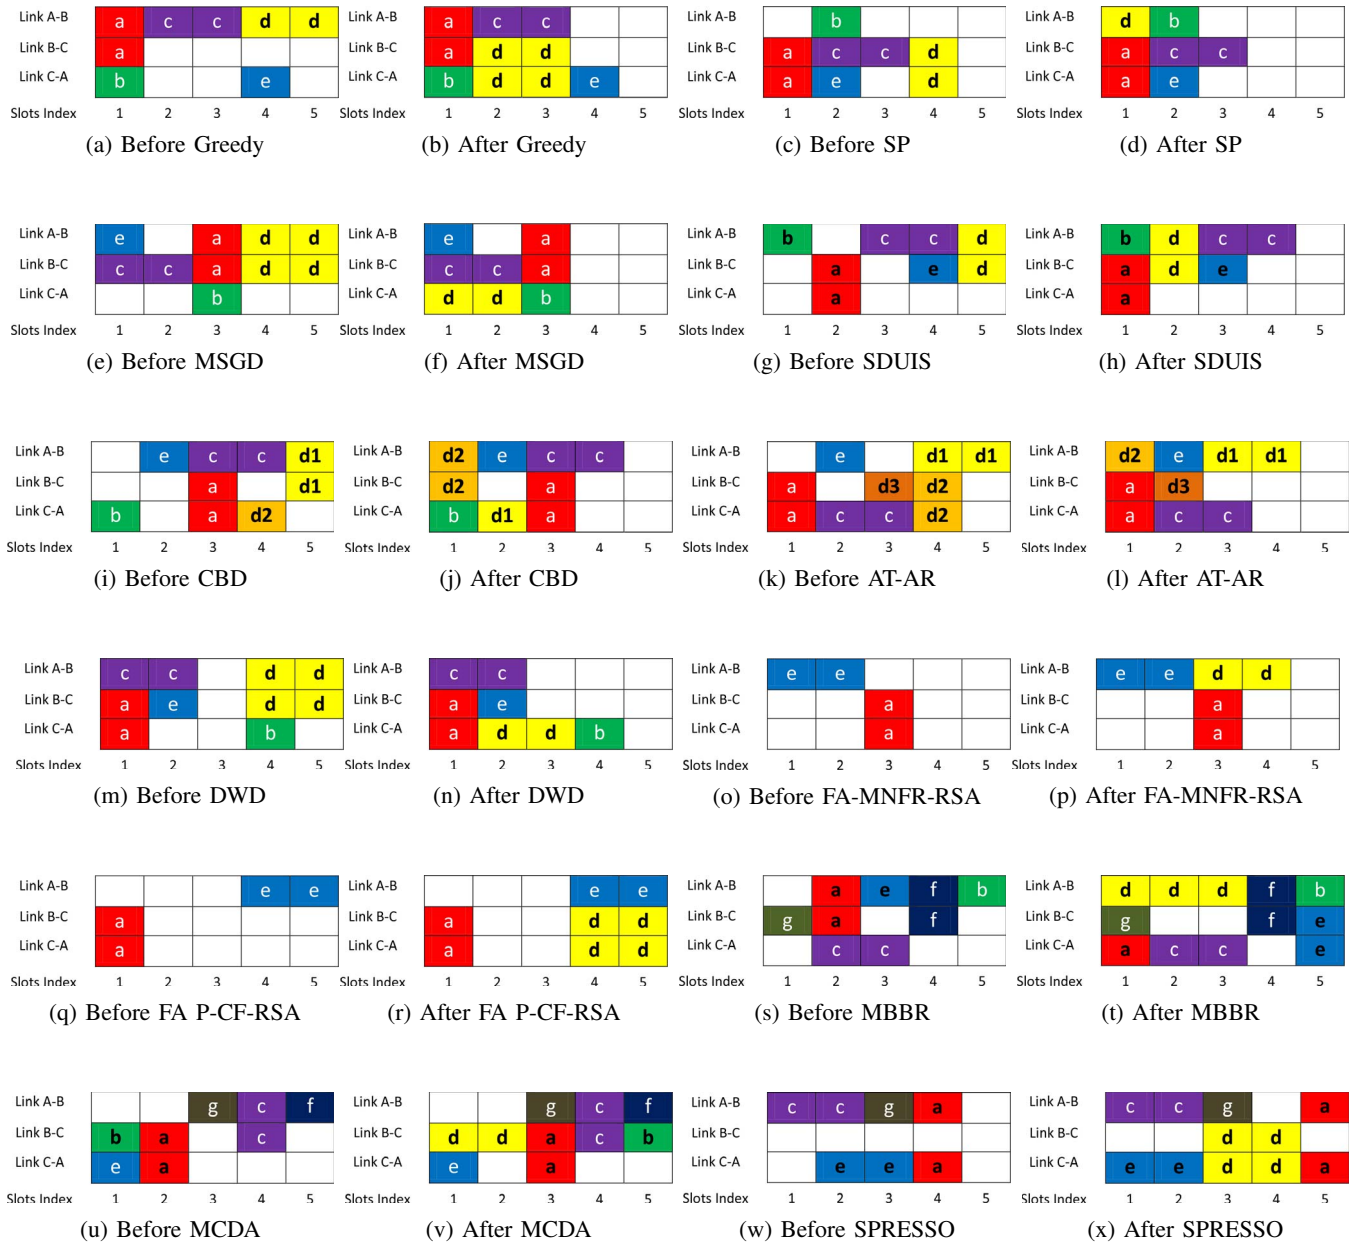 Link A-B a c c d d Link A-B a c c Link A-B b Link A-B d b
Link B-C a Link B-C a d d Link B-C a c c d Link B-C a c c
Link C-A b e Link C-A b d d e Link C-A a e d Link C-A a e
Slots Index 1 2 3 4 5 Slots Index 1 2 3 4 5 Slots Index 1 2 3 4 5 Slots Index 1 2 3 4 5
(a) Before Greedy (b) After Greedy (c) Before SP (d) After SP
Link A-B e a d d Link A-B e a Link A-B b c c d Link A-B b d c c
Link B-C c c a d d Link B-C c c a Link B-C a e d Link B-C a d e
Link C-A b Link C-A d d b Link C-A a Link C-A a
Slots Index 1 2 3 4 5 Slots Index 1 2 3 4 5 Slots Index 1 2 3 4 5 Slots Index 1 2 3 4 5
(e) Before MSGD (f) After MSGD (g) Before SDUIS (h) After SDUIS
Link A-B e c c d1 Link A-B d2 e c c Link A-B e d1 d1 Link A-B d2 e d1 d1
Link B-C a d1 Link B-C d2 a Link B-C a d3 d2 Link B-C a d3
Link C-A b a d2 Link C-A b d1 a Link C-A a c c d2 Link C-A a c c
Slots Index 1 2 3 4 5 Slots Index 1 2 3 4 5 Slots Index 1 2 3 4 5 Slots Index 1 2 3 4 5
(i) Before CBD (j) After CBD (k) Before AT-AR (l) After AT-AR
Link A-B c c d d Link A-B c c Link A-B e e Link A-B e e d d
Link B-C a e d d Link B-C a e Link B-C a Link B-C a
Link C-A a b Link C-A a d d b Link C-A a Link C-A a
Slots Index 1 2 3 4 5 Slots Index 1 2 3 4 5 Slots Index 1 2 3 4 5 Slots Index 1 2 3 4 5
(m) Before DWD (n) After DWD (o) Before FA-MNFR-RSA (p) After FA-MNFR-RSA
Link A-B e e Link A-B e e Link A-B a e f b Link A-B d d d f b
Link B-C a Link B-C a d d Link B-C g a f Link B-C g f e
Link C-A a Link C-A a d d Link C-A c c Link C-A a c c e
Slots Index 1 2 3 4 5 Slots Index 1 2 3 4 5 Slots Index 1 2 3 4 5 Slots Index 1 2 3 4 5
(q) Before FA P-CF-RSA (r) After FA P-CF-RSA (s) Before MBBR (t) After MBBR
Link A-B g c f Link A-B g c f Link A-B c c g a Link A-B c c g a
Link B-C b a c Link B-C d d a c b Link B-C Link B-C d d
Link C-A e a Link C-A e a Link C-A e e a Link C-A e e d d a
Slots Index 1 2 3 4 5 Slots Index 1 2 3 4 5 Slots Index 1 2 3 4 5 Slots Index 1 2 3 4 5
(u) Before MCDA (v) After MCDA (w) Before SPRESSO (x) After SPRESSO